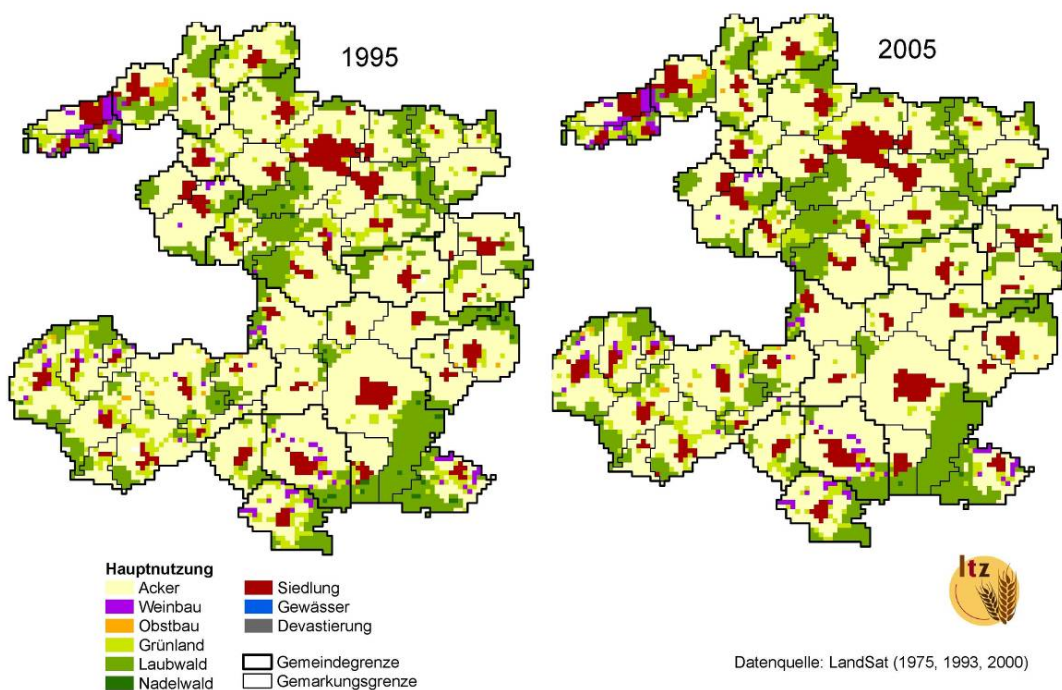 1995
2005
Hauptnutzung
Acker
Weinbau
Obstbau
Grünland
Laubwald
Nadelwald
Siedlung
Gewässer
Devastierung
Gemeindegrenze
Gemarkungsgrenze
ltz
Datenquelle: LandSat (1975, 1993, 2000)